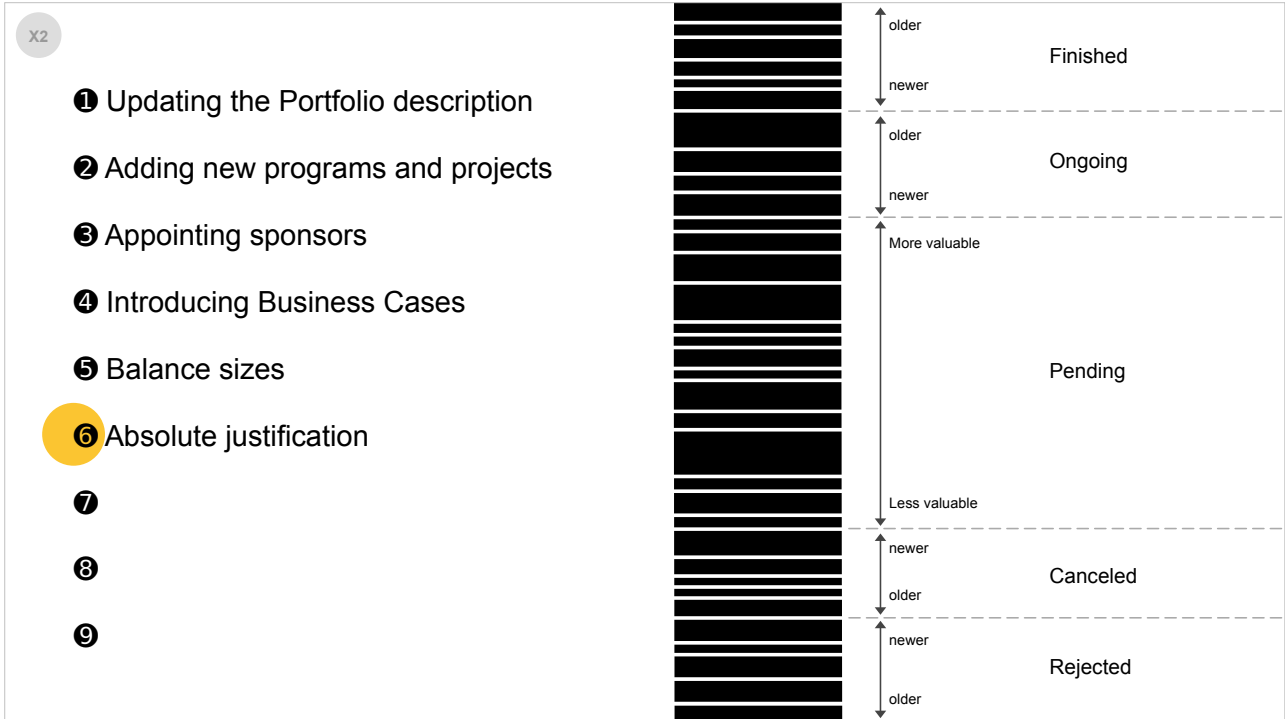 X2
❶ Updating the Portfolio description
❷ Adding new programs and projects
❸ Appointing sponsors
❹ Introducing Business Cases
❺ Balance sizes
❻ Absolute justification
❼
❽
❾
older
Finished
newer
older
Ongoing
newer
More valuable
Pending
Less valuable
newer
Canceled
older
newer
Rejected
older